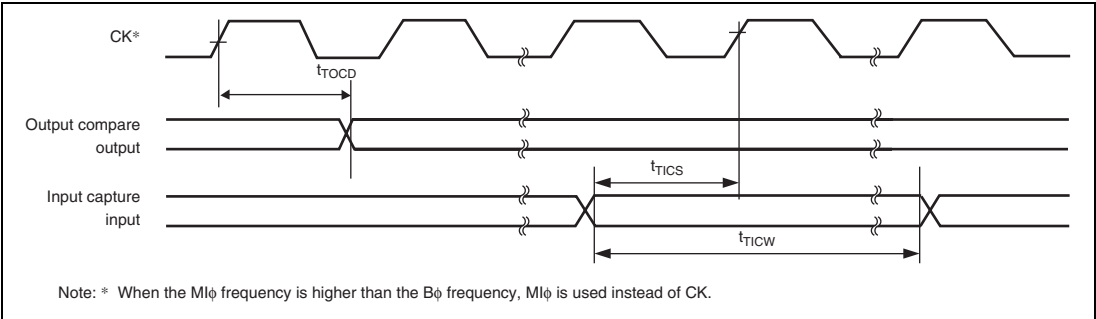 CK*
tTOCD
Output compare
output
tTICS
Input capture
input
tTICW
Note: * When the MIϕ frequency is higher than the Bϕ frequency, MIϕ is used instead of CK.